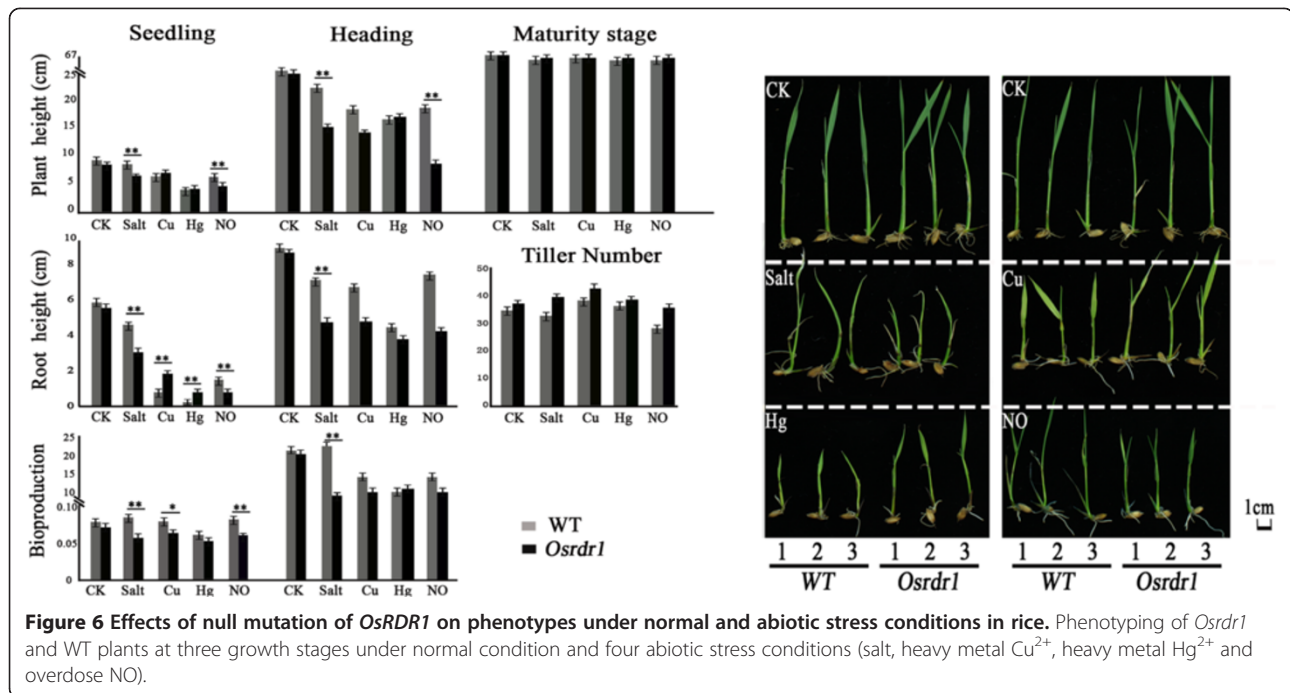 Seedling Heading Maturity stage
Plant height (cm)
67
25
20
15
10
5
0
CK Salt Cu Hg NO
** **
CK Salt Cu Hg NO
** **
CK Salt Cu Hg NO
Root height (cm)
10
8
6
4
2
0
CK Salt Cu Hg NO
** ** ** **
CK Salt Cu Hg NO
**
Tiller Number
50
40
30
20
10
0
CK Salt Cu Hg NO
Bioproduction
25
20
15
10
0.10
0.05
0
CK Salt Cu Hg NO
** * **
CK Salt Cu Hg NO
**
WT
Osrdr1
CK CK
Salt Cu
Hg NO
1cm
1 2 3 1 2 3 1 2 3 1 2 3
WT Osrdr1 WT Osrdr1
Figure 6 Effects of null mutation of OsRDR1 on phenotypes under normal and abiotic stress conditions in rice. Phenotyping of Osrdr1
and WT plants at three growth stages under normal condition and four abiotic stress conditions (salt, heavy metal Cu²⁺, heavy metal Hg²⁺ and
overdose NO).